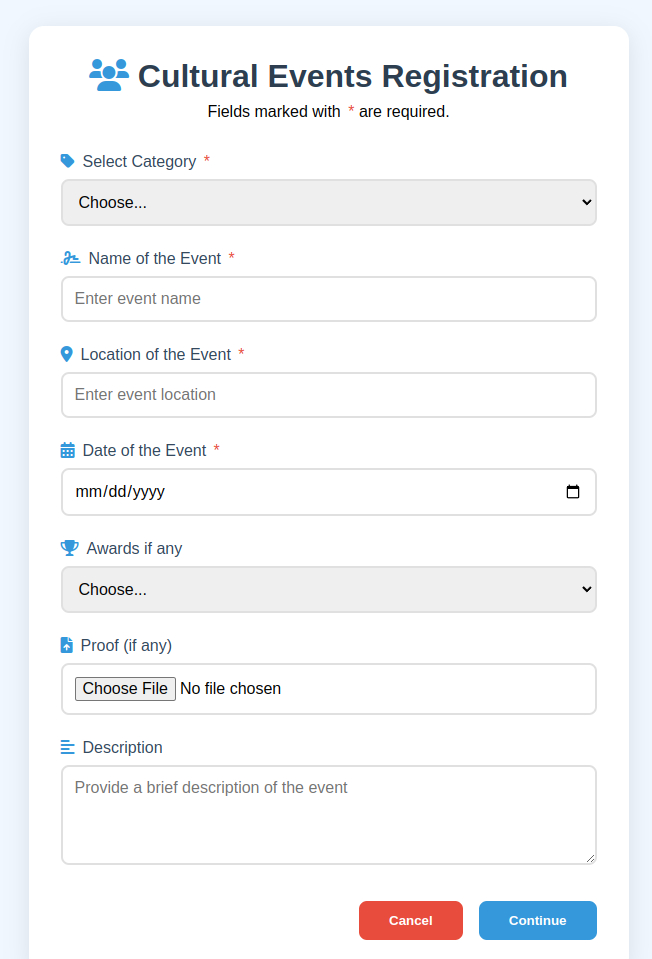 Cultural Events Registration
Fields marked with * are required.
Select Category *
Choose...
Name of the Event *
Enter event name
Location of the Event *
Enter event location
Date of the Event *
mm/dd/yyyy
Awards if any
Choose...
Proof (if any)
Choose File No file chosen
Description
Provide a brief description of the event
Cancel Continue